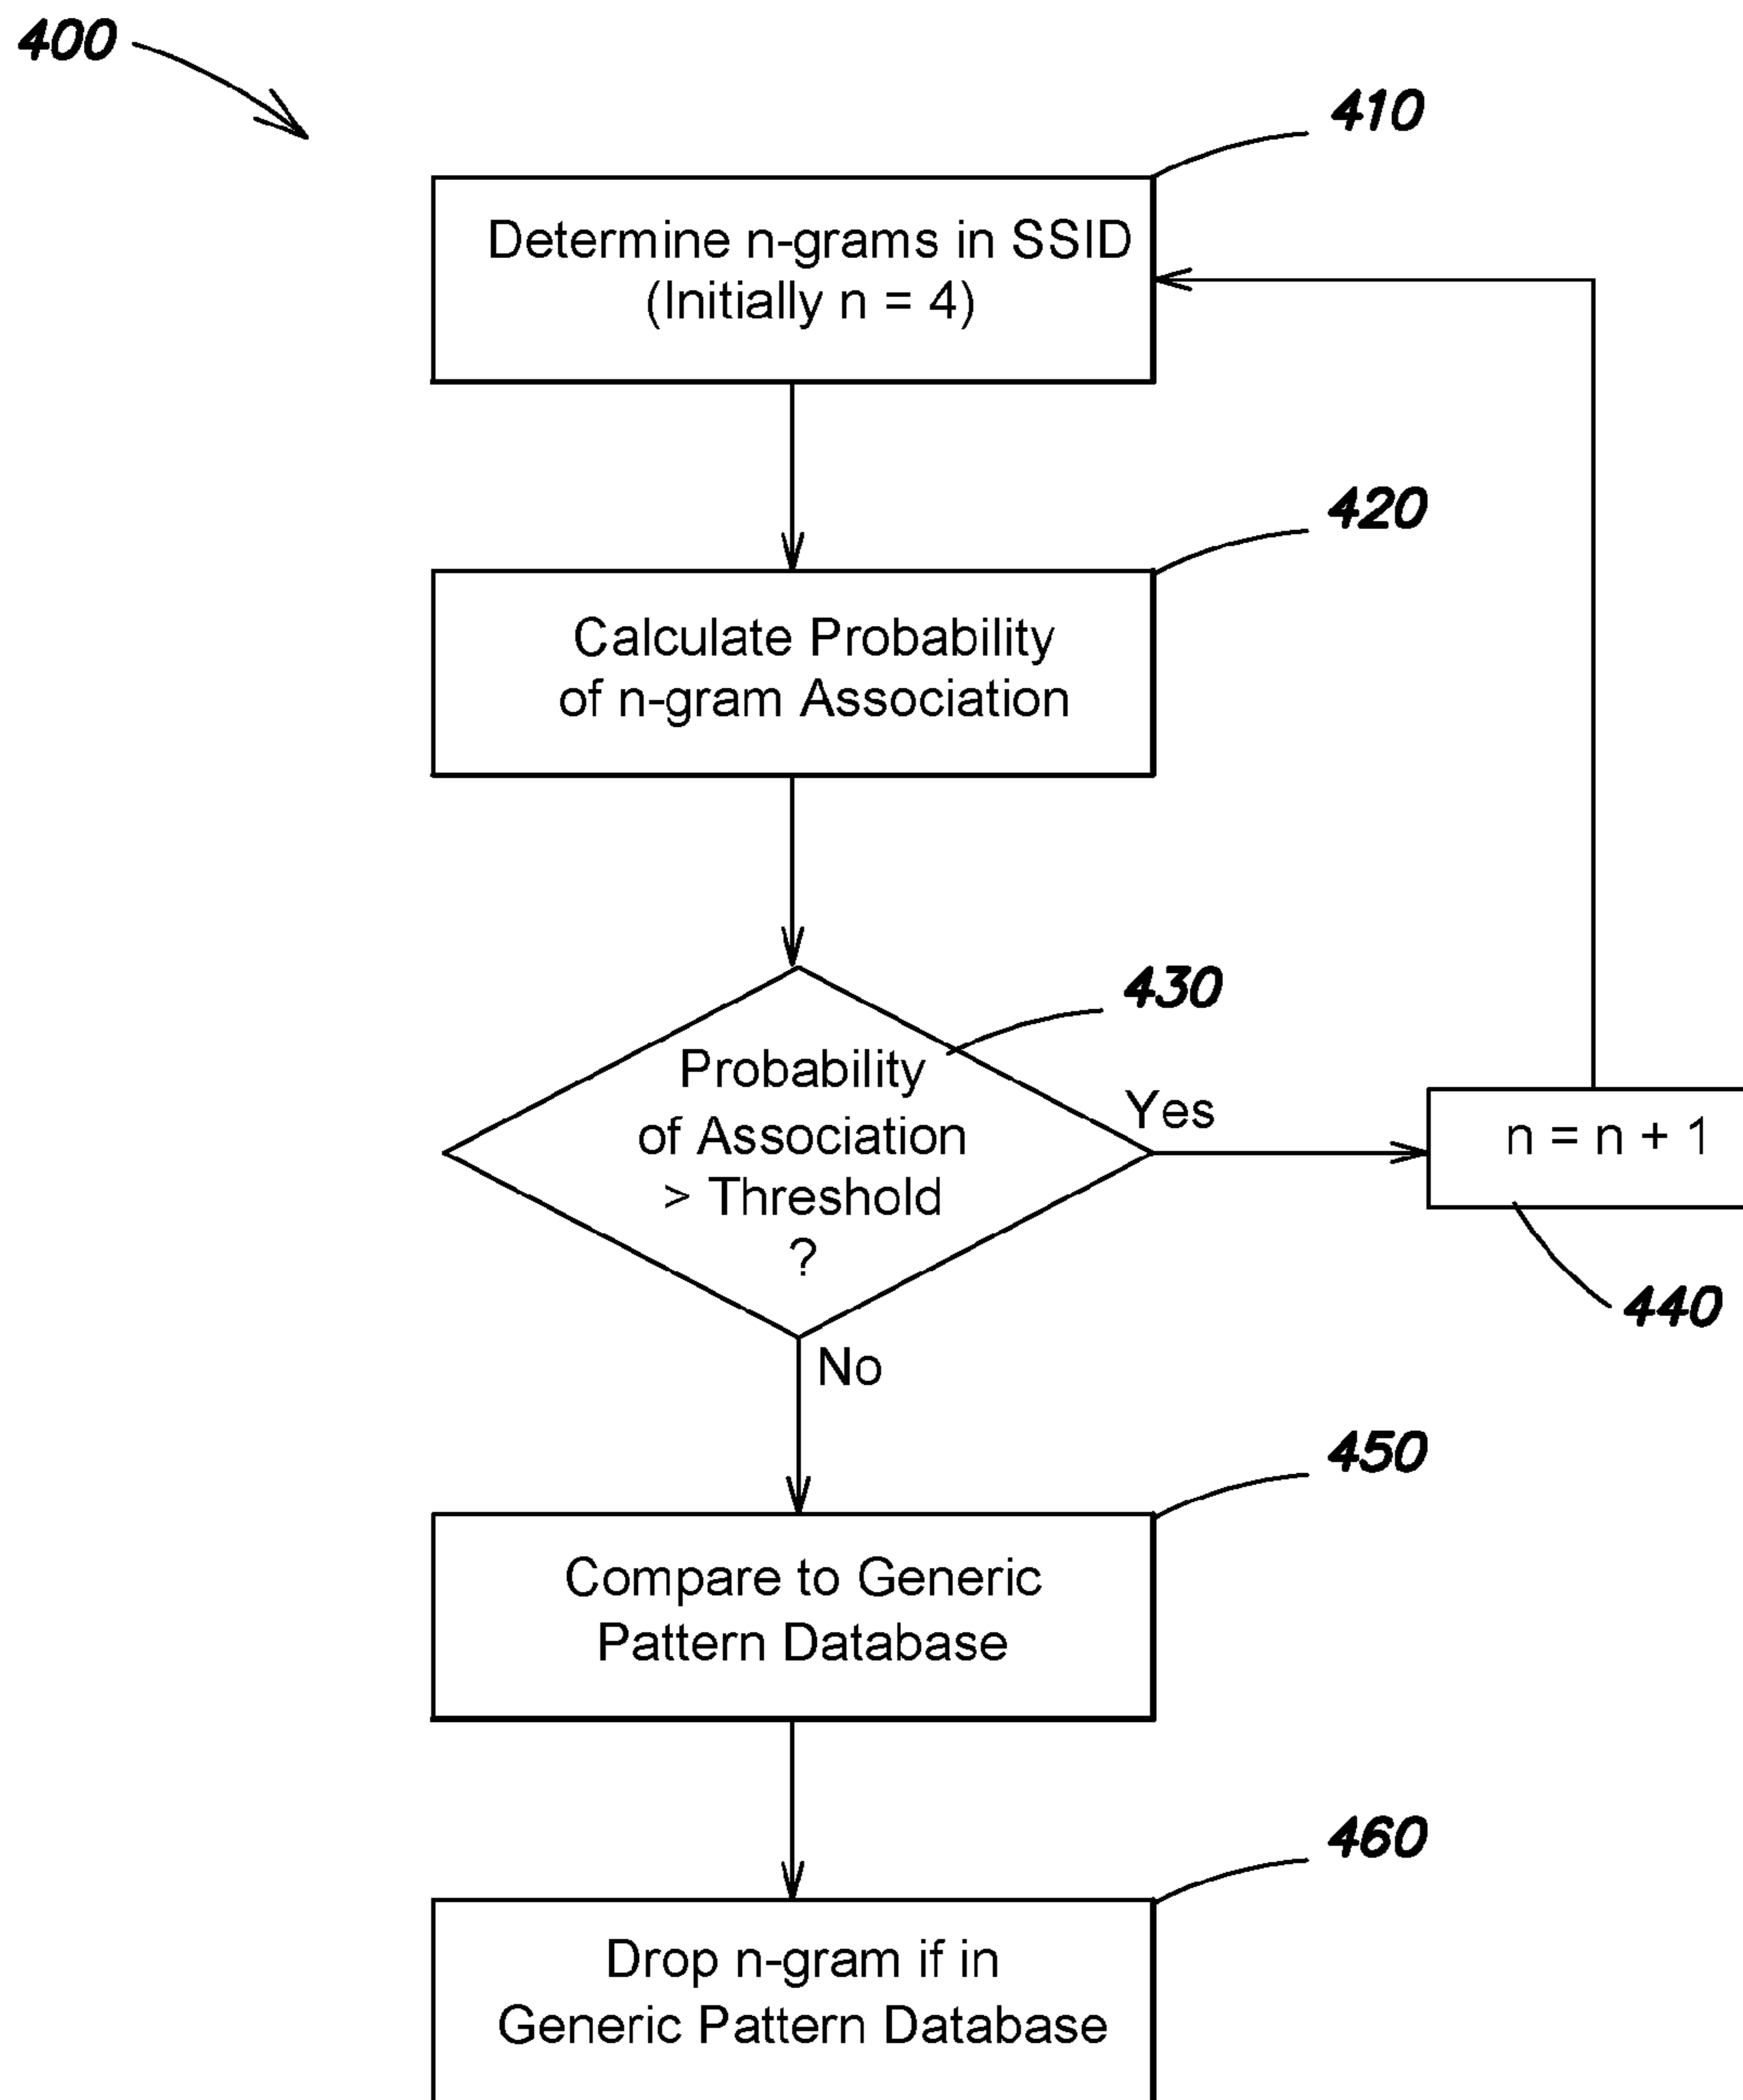 400
410
Determine n-grams in SSID
(Initially n = 4)
420
Calculate Probability
of n-gram Association
430
Probability
of Association
> Threshold
?
Yes
n = n + 1
440
No
450
Compare to Generic
Pattern Database
460
Drop n-gram if in
Generic Pattern Database